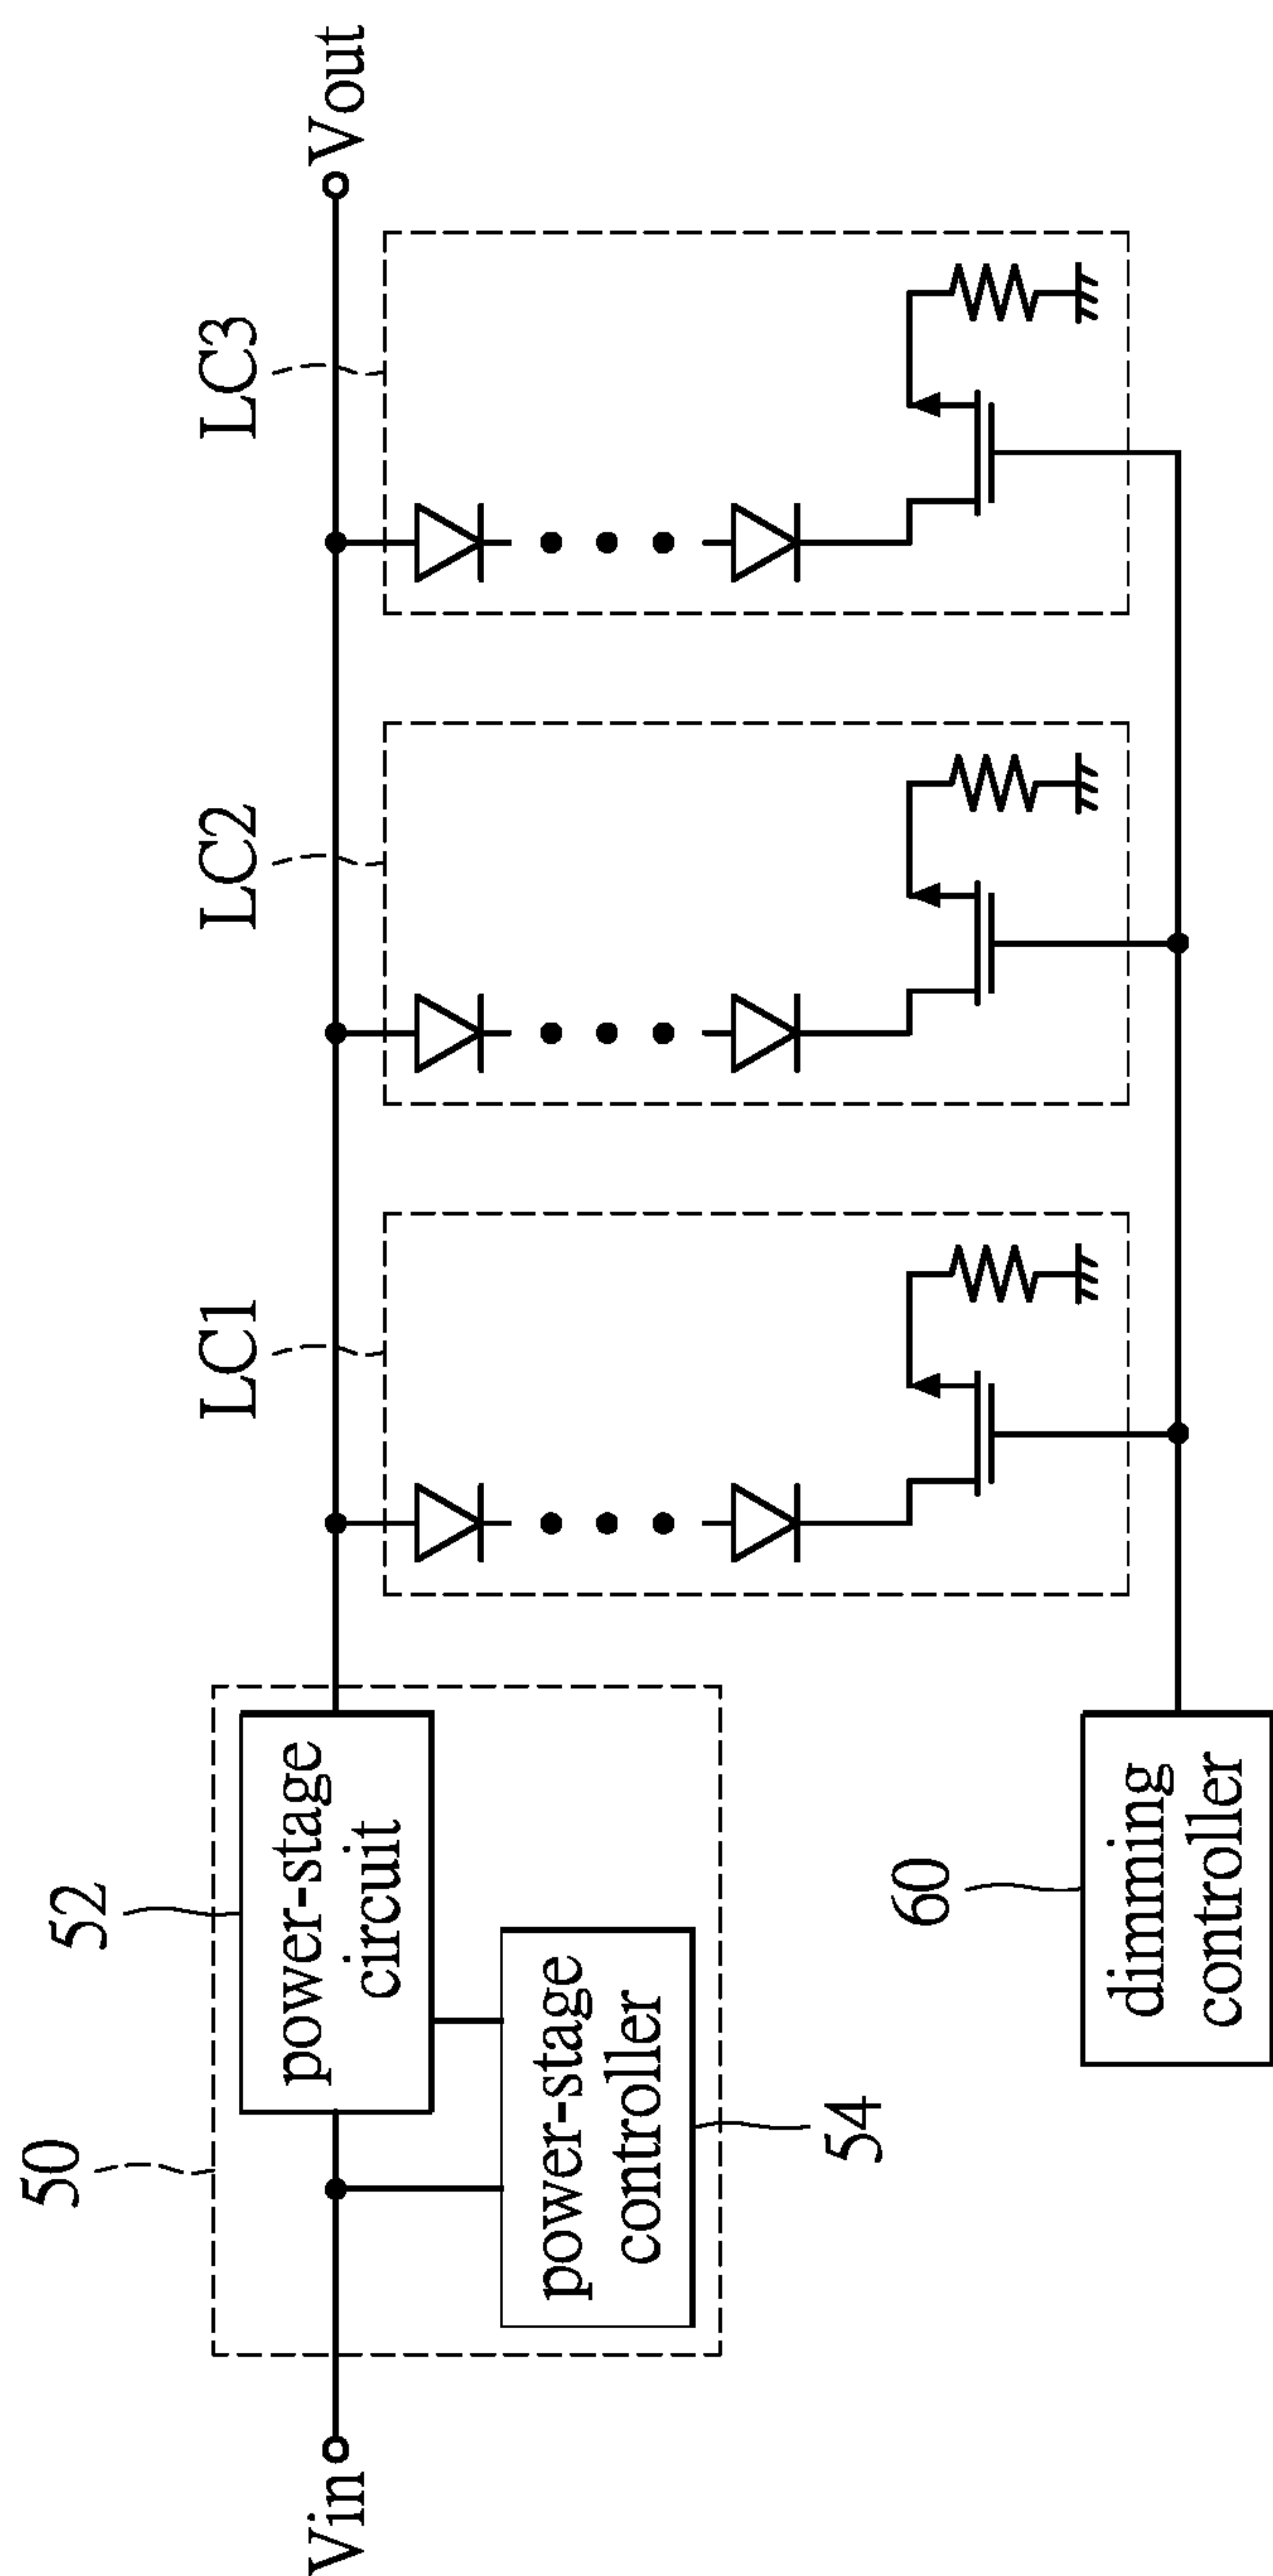 50
52
LC1
LC2
LC3
Vin
power-stage
circuit
Vout
power-stage
controller
54
60
dimming
controller